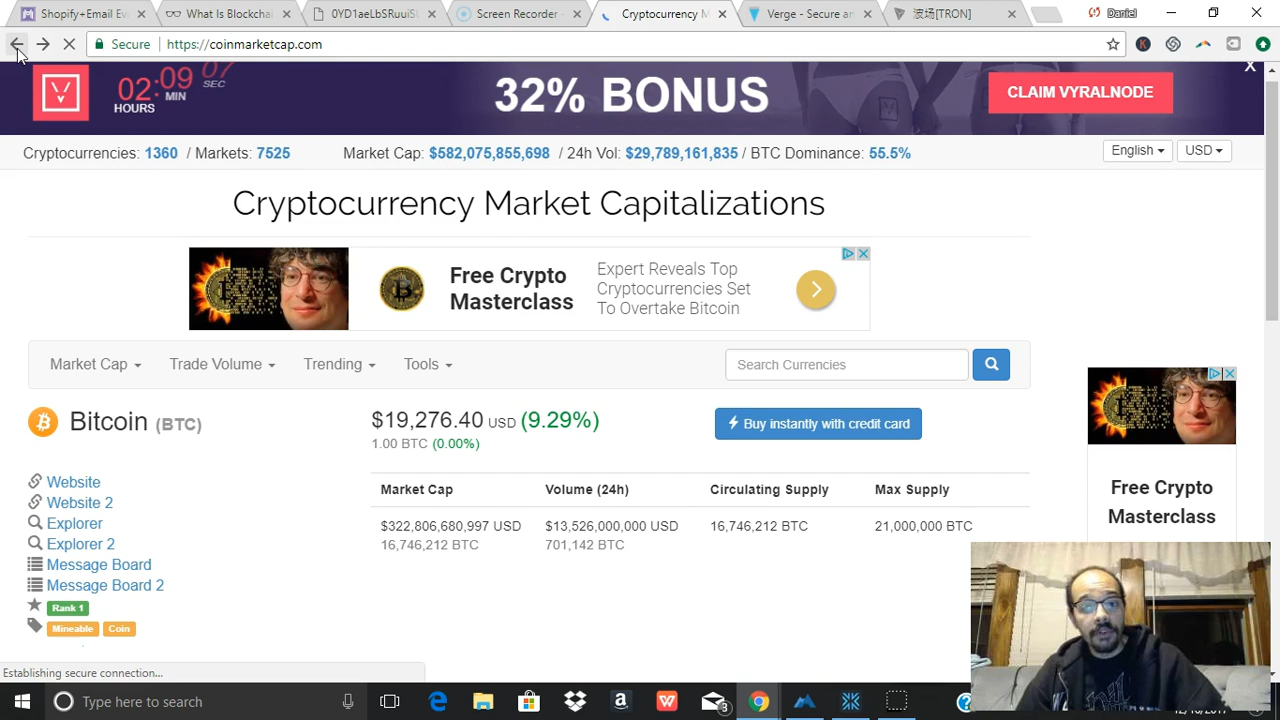 Shopify+Email Ev
What Is Blockchai
0YD1aeLbSRuuiSt
Screen Recorder -
Cryptocurrency M
Verge - Secure an
波场[TRON]
Daniel
Secure
https://coinmarketcap.com
02:09 07
HOURS MIN SEC
32% BONUS
CLAIM VYRALNODE
X
Cryptocurrencies: 1360 / Markets: 7525
Market Cap: $582,075,855,698 / 24h Vol: $29,789,161,835 / BTC Dominance: 55.5%
English
USD
Cryptocurrency Market Capitalizations
Free Crypto
Masterclass
Expert Reveals Top
Cryptocurrencies Set
To Overtake Bitcoin
Market Cap
Trade Volume
Trending
Tools
Search Currencies
Bitcoin (BTC)
$19,276.40 USD (9.29%)
1.00 BTC (0.00%)
Buy instantly with credit card
Website
Website 2
Explorer
Explorer 2
Message Board
Message Board 2
Rank 1
Mineable
Coin
Market Cap
Volume (24h)
Circulating Supply
Max Supply
$322,806,680,997 USD
$13,526,000,000 USD
16,746,212 BTC
21,000,000 BTC
16,746,212 BTC
701,142 BTC
Free Crypto
Masterclass
Establishing secure connection...
Type here to search
3